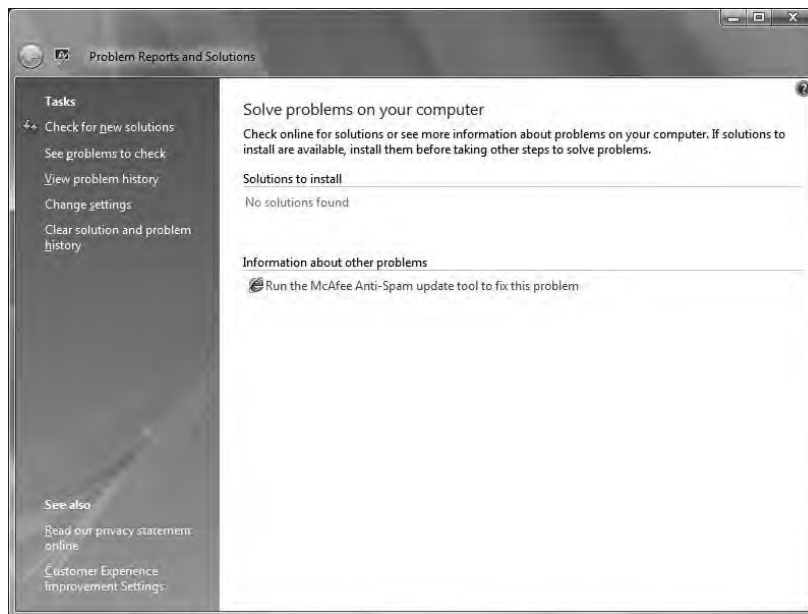 Problem Reports and Solutions
Tasks
Check for new solutions
See problems to check
View problem history
Change settings
Clear solution and problem
history
See also
Read our privacy statement
online
Customer Experience
Improvement Settings
Solve problems on your computer
Check online for solutions or see more information about problems on your computer. If solutions to
install are available, install them before taking other steps to solve problems.
Solutions to install
No solutions found
Information about other problems
Run the McAfee Anti-Spam update tool to fix this problem